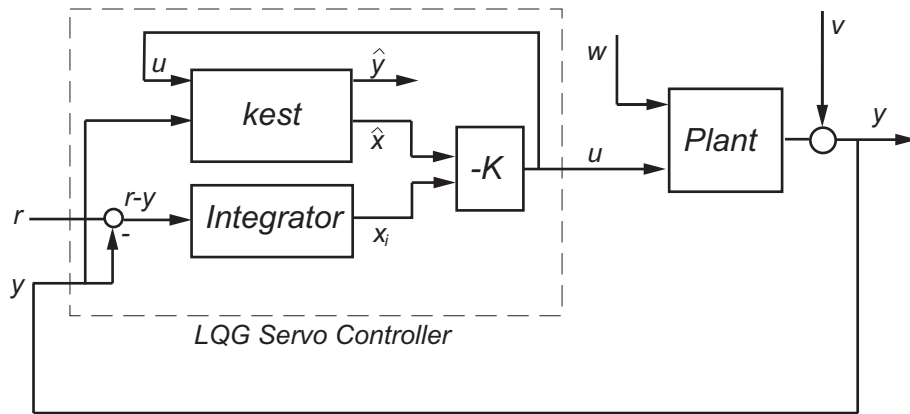 v
w
u
ŷ
kest
x̂
Plant
y
-K
u
r
r-y
-
Integrator
xᵢ
y
LQG Servo Controller